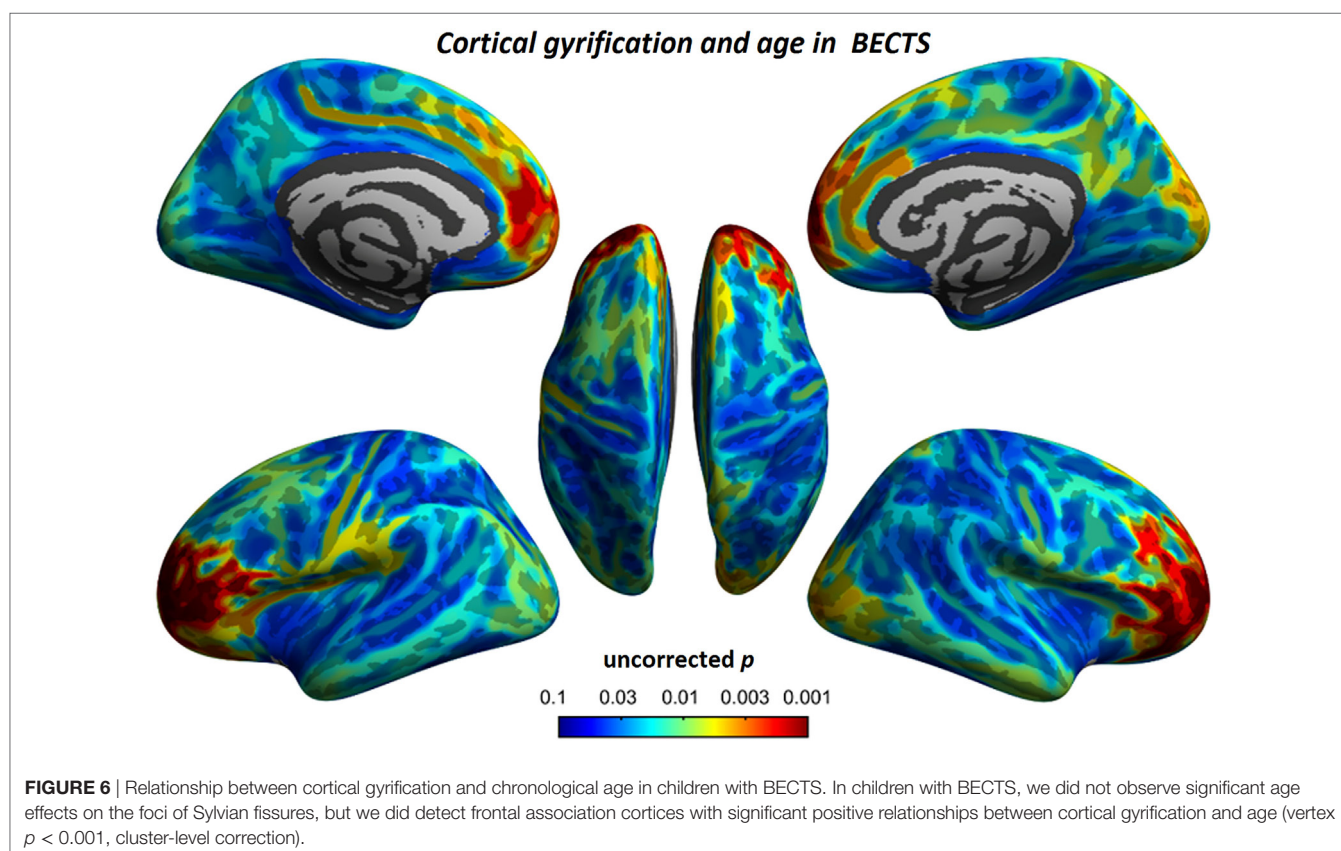 Cortical gyrification and age in BECTS
uncorrected p
0.1 0.03 0.01 0.003 0.001
FIGURE 6 | Relationship between cortical gyrification and chronological age in children with BECTS. In children with BECTS, we did not observe significant age
effects on the foci of Sylvian fissures, but we did detect frontal association cortices with significant positive relationships between cortical gyrification and age (vertex
p < 0.001, cluster-level correction).